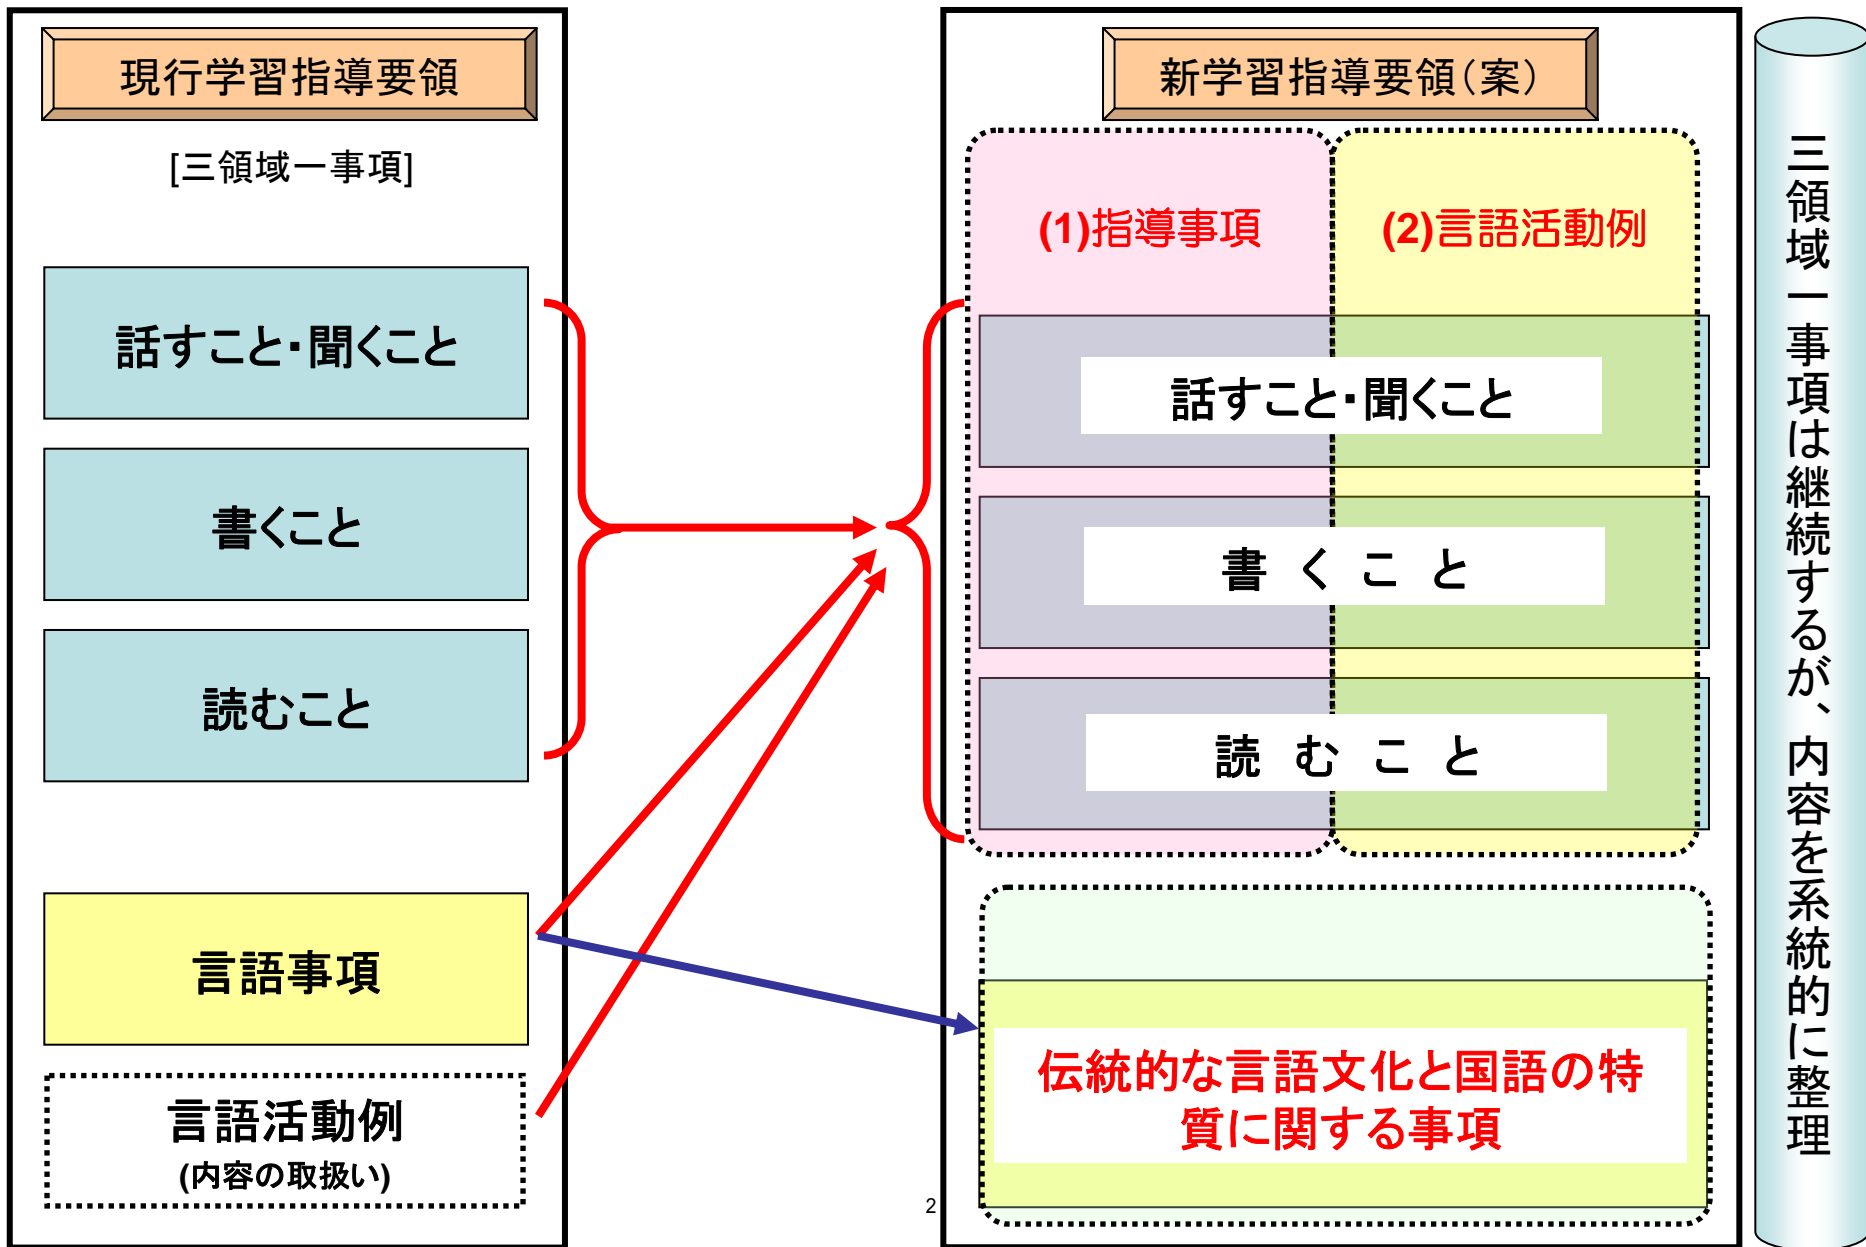 現行学習指導要領
[三領域一事項]
話すこと・聞くこと
書くこと
読むこと
言語事項
言語活動例
(内容の取扱い)
新学習指導要領(案)
(1)指導事項
(2)言語活動例
話すこと・聞くこと
書くこと
読むこと
伝統的な言語文化と国語の特
質に関する事項
三領域一事項は継続するが、内容を系統的に整理
2